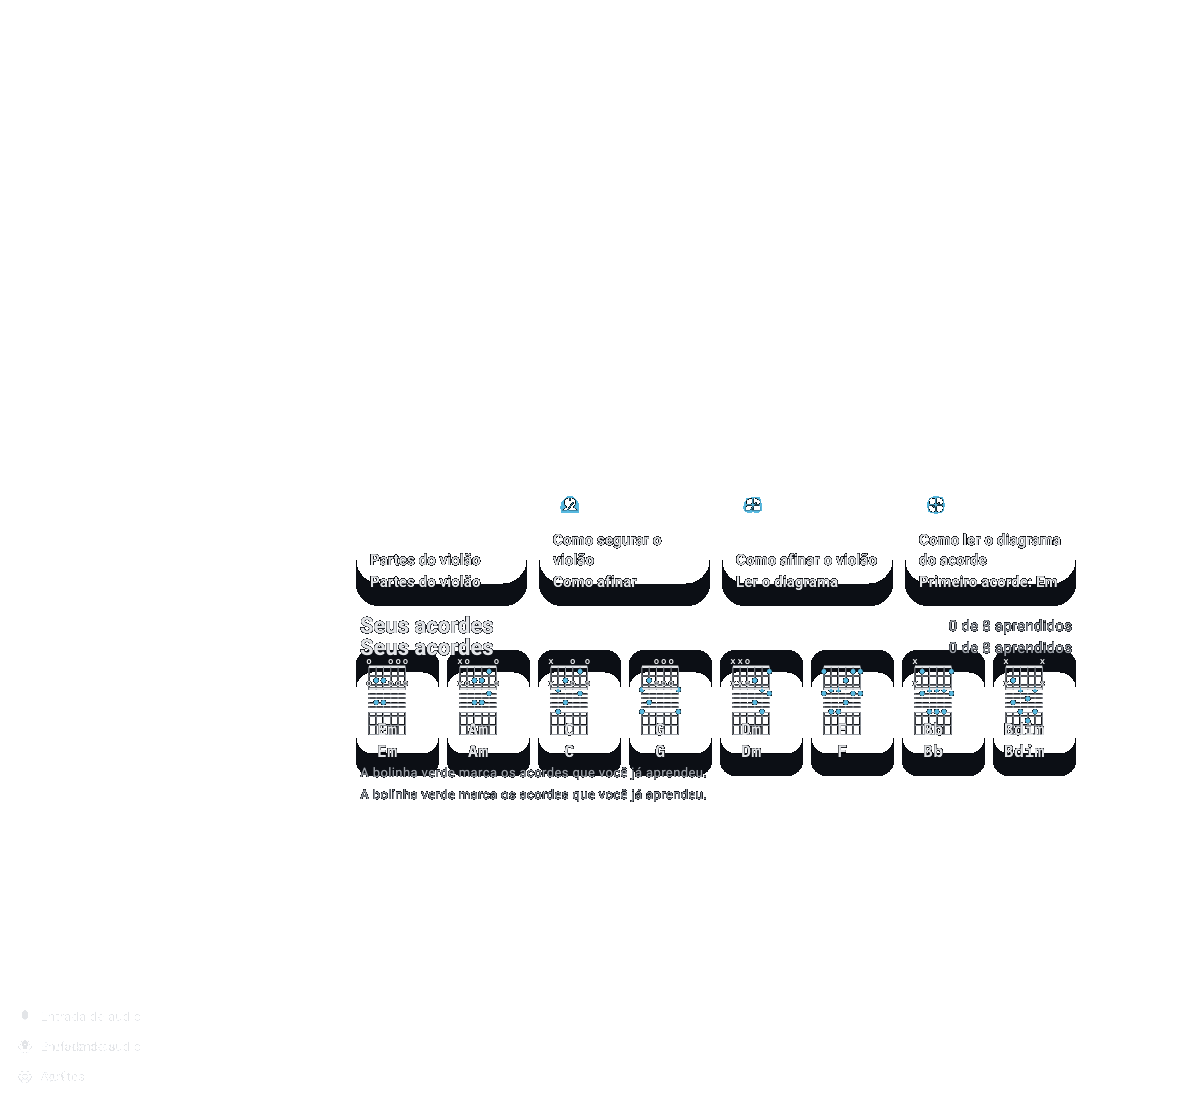 Como segurar o
Como ler o diagrama
Partes do violão
violão
Como afinar o violão
do acorde
Partes do violão
Como afinar
Ler o diagrama
Primeiro acorde: Em
Seus acordes
0 de 8 aprendidos
Seus acordes
0 de 8 aprendidos
Em
Am
C
G
Dm
F
Bb
Bdim
A bolinha verde marca os acordes que você já aprendeu.
A bolinha verde marca os acordes que você já aprendeu.
Entrada de áudio